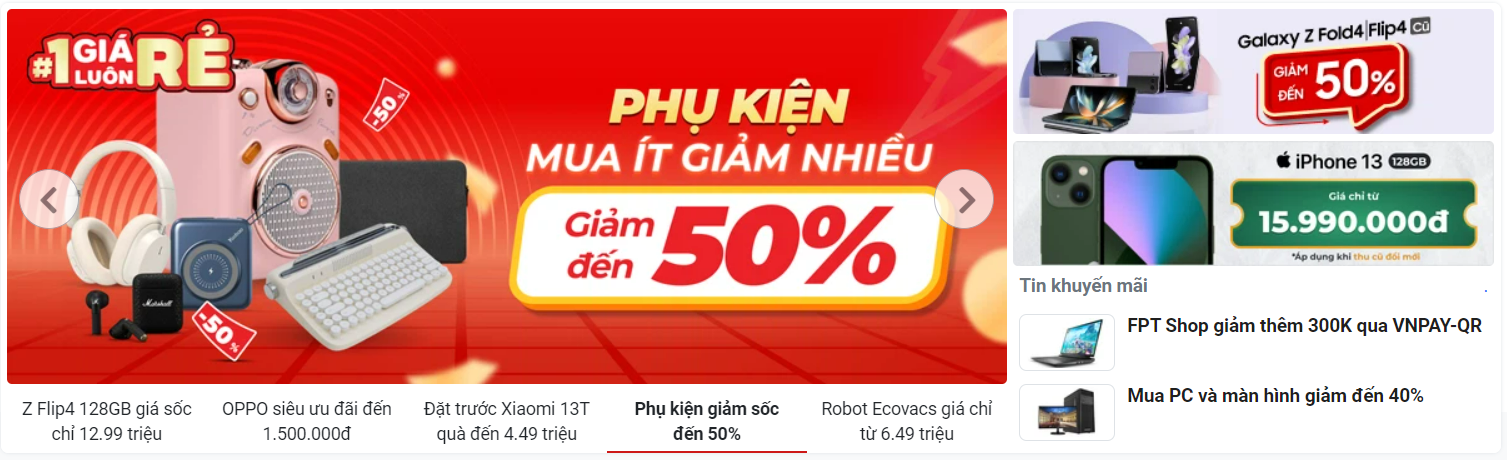 #1 GIÁ
LUÔN RẺ
-50%
PHỤ KIỆN
MUA ÍT GIẢM NHIỀU
Giảm
đến 50%
Marshall
-50%
Z Flip4 128GB giá sốc
chỉ 12.99 triệu
OPPO siêu ưu đãi đến
1.500.000đ
Đặt trước Xiaomi 13T
quà đến 4.49 triệu
Phụ kiện giảm sốc
đến 50%
Robot Ecovacs giá chỉ
từ 6.49 triệu
Galaxy Z Fold4|Flip4 Cũ
GIẢM
ĐẾN 50%
iPhone 13 128GB
Giá chỉ từ
15.990.000đ
*Áp dụng khi thu cũ đổi mới
Tin khuyến mãi
FPT Shop giảm thêm 300K qua VNPAY-QR
Mua PC và màn hình giảm đến 40%